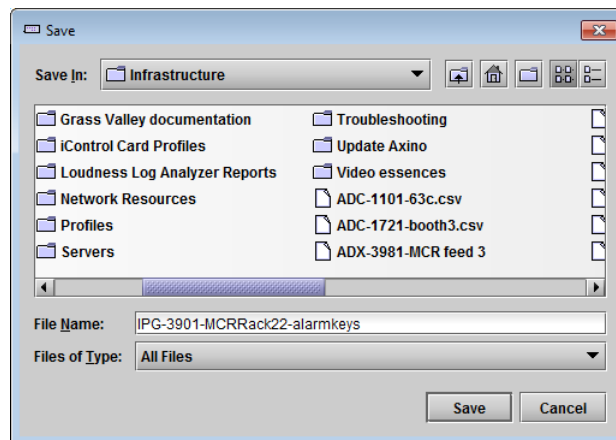 Save
Save In: Infrastructure
Grass Valley documentation
iControl Card Profiles
Loudness Log Analyzer Reports
Network Resources
Profiles
Servers
Troubleshooting
Update Axino
Video essences
ADC-1101-63c.csv
ADC-1721-booth3.csv
ADX-3981-MCR feed 3
File Name: IPG-3901-MCRRack22-alarmkeys
Files of Type: All Files
Save Cancel